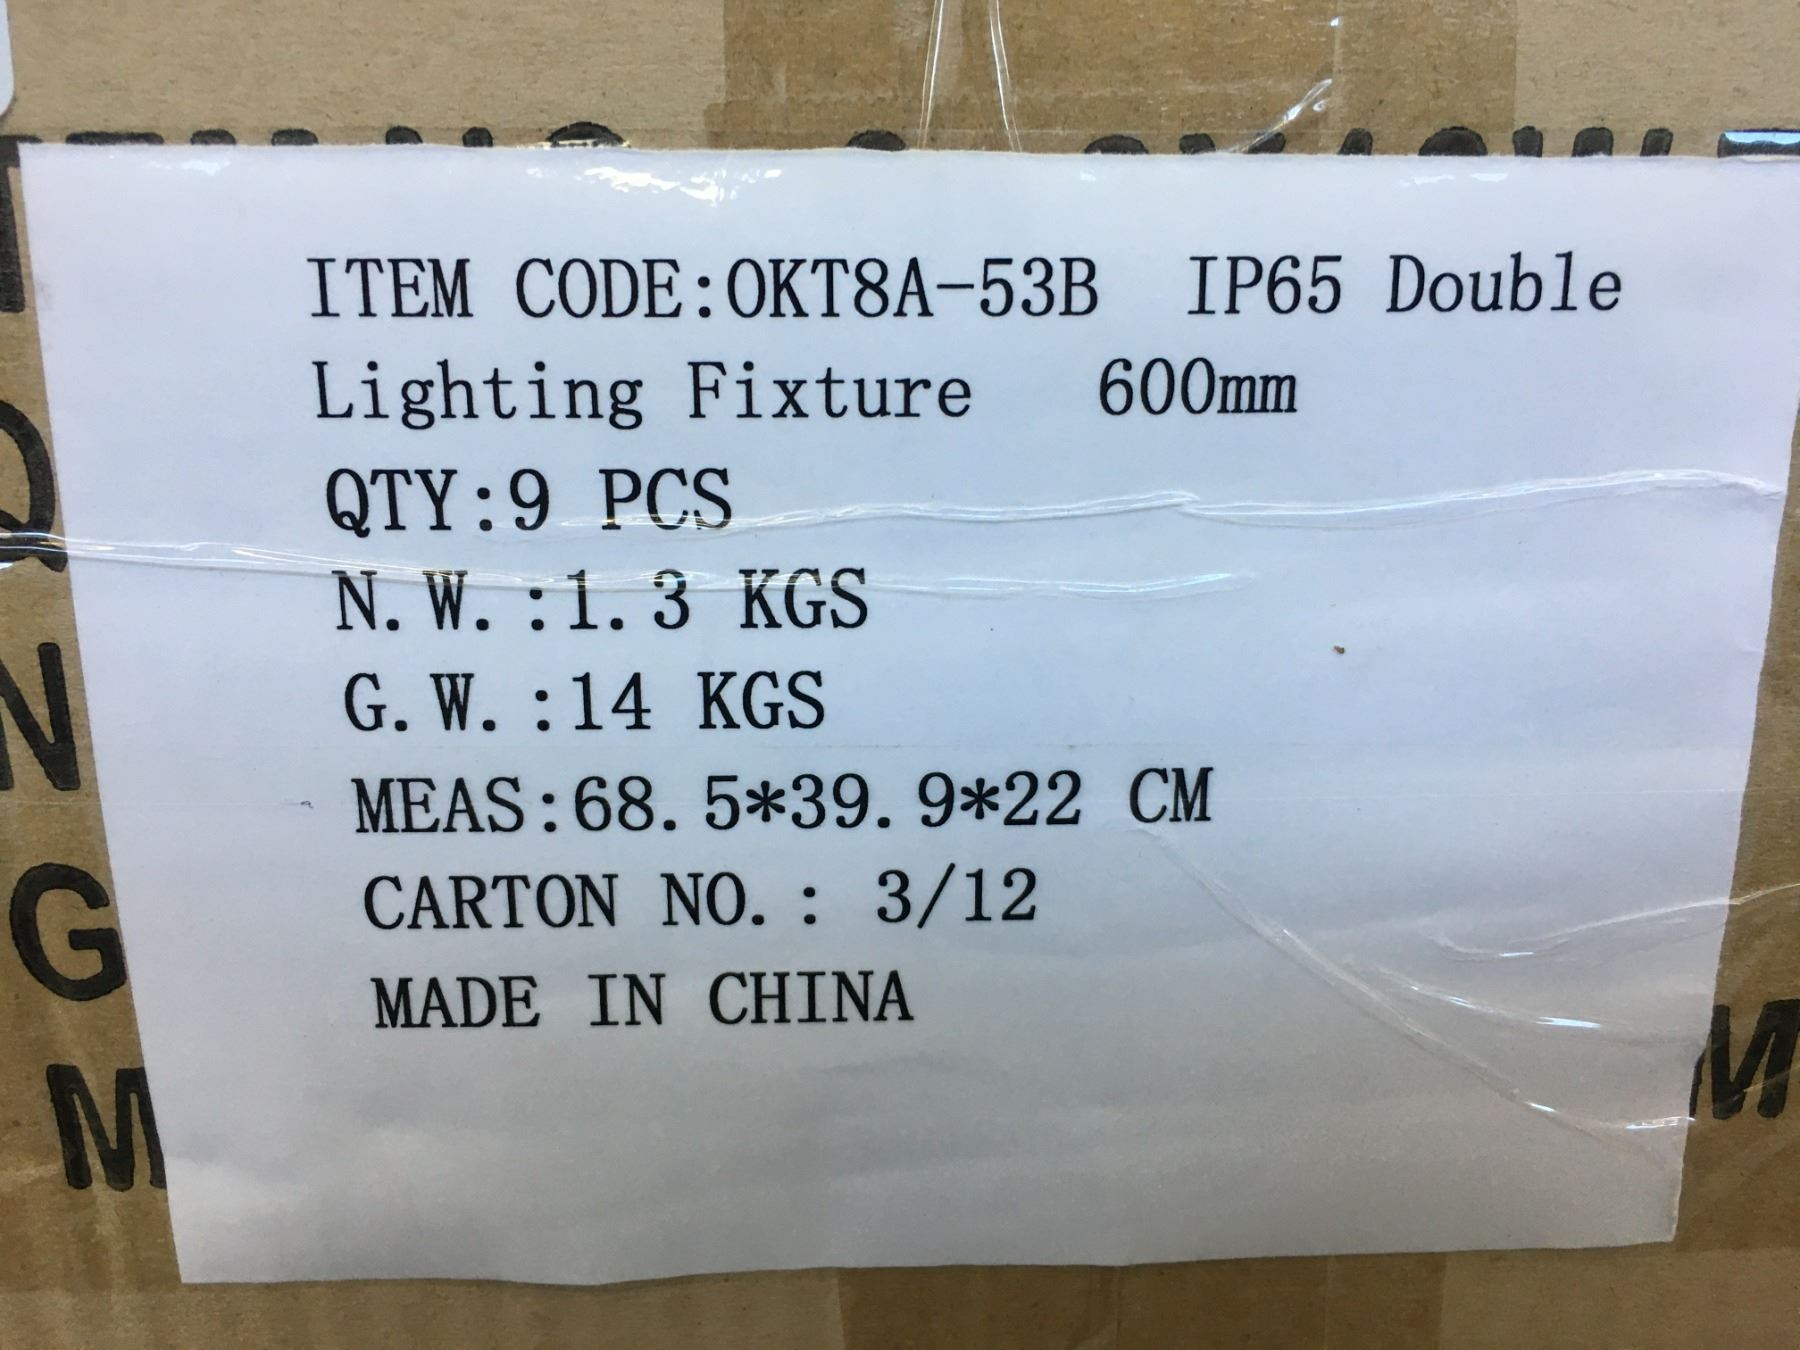 ITEM CODE:OKT8A-53B IP65 Double
Lighting Fixture 600mm
QTY:9 PCS
N.W.:1.3 KGS
G.W.:14 KGS
MEAS:68.5*39.9*22 CM
CARTON NO.: 3/12
MADE IN CHINA